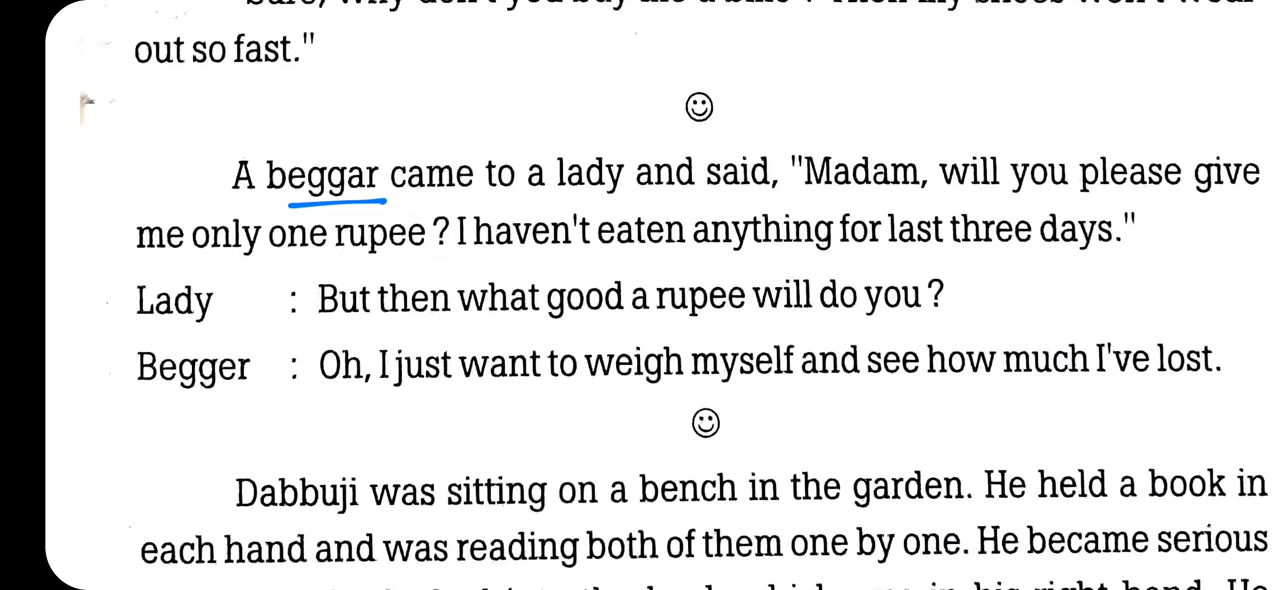 out so fast."
A beggar came to a lady and said, "Madam, will you please give
me only one rupee ? I haven't eaten anything for last three days."
Lady : But then what good a rupee will do you ?
Begger : Oh, I just want to weigh myself and see how much I've lost.
Dabbuji was sitting on a bench in the garden. He held a book in
each hand and was reading both of them one by one. He became serious